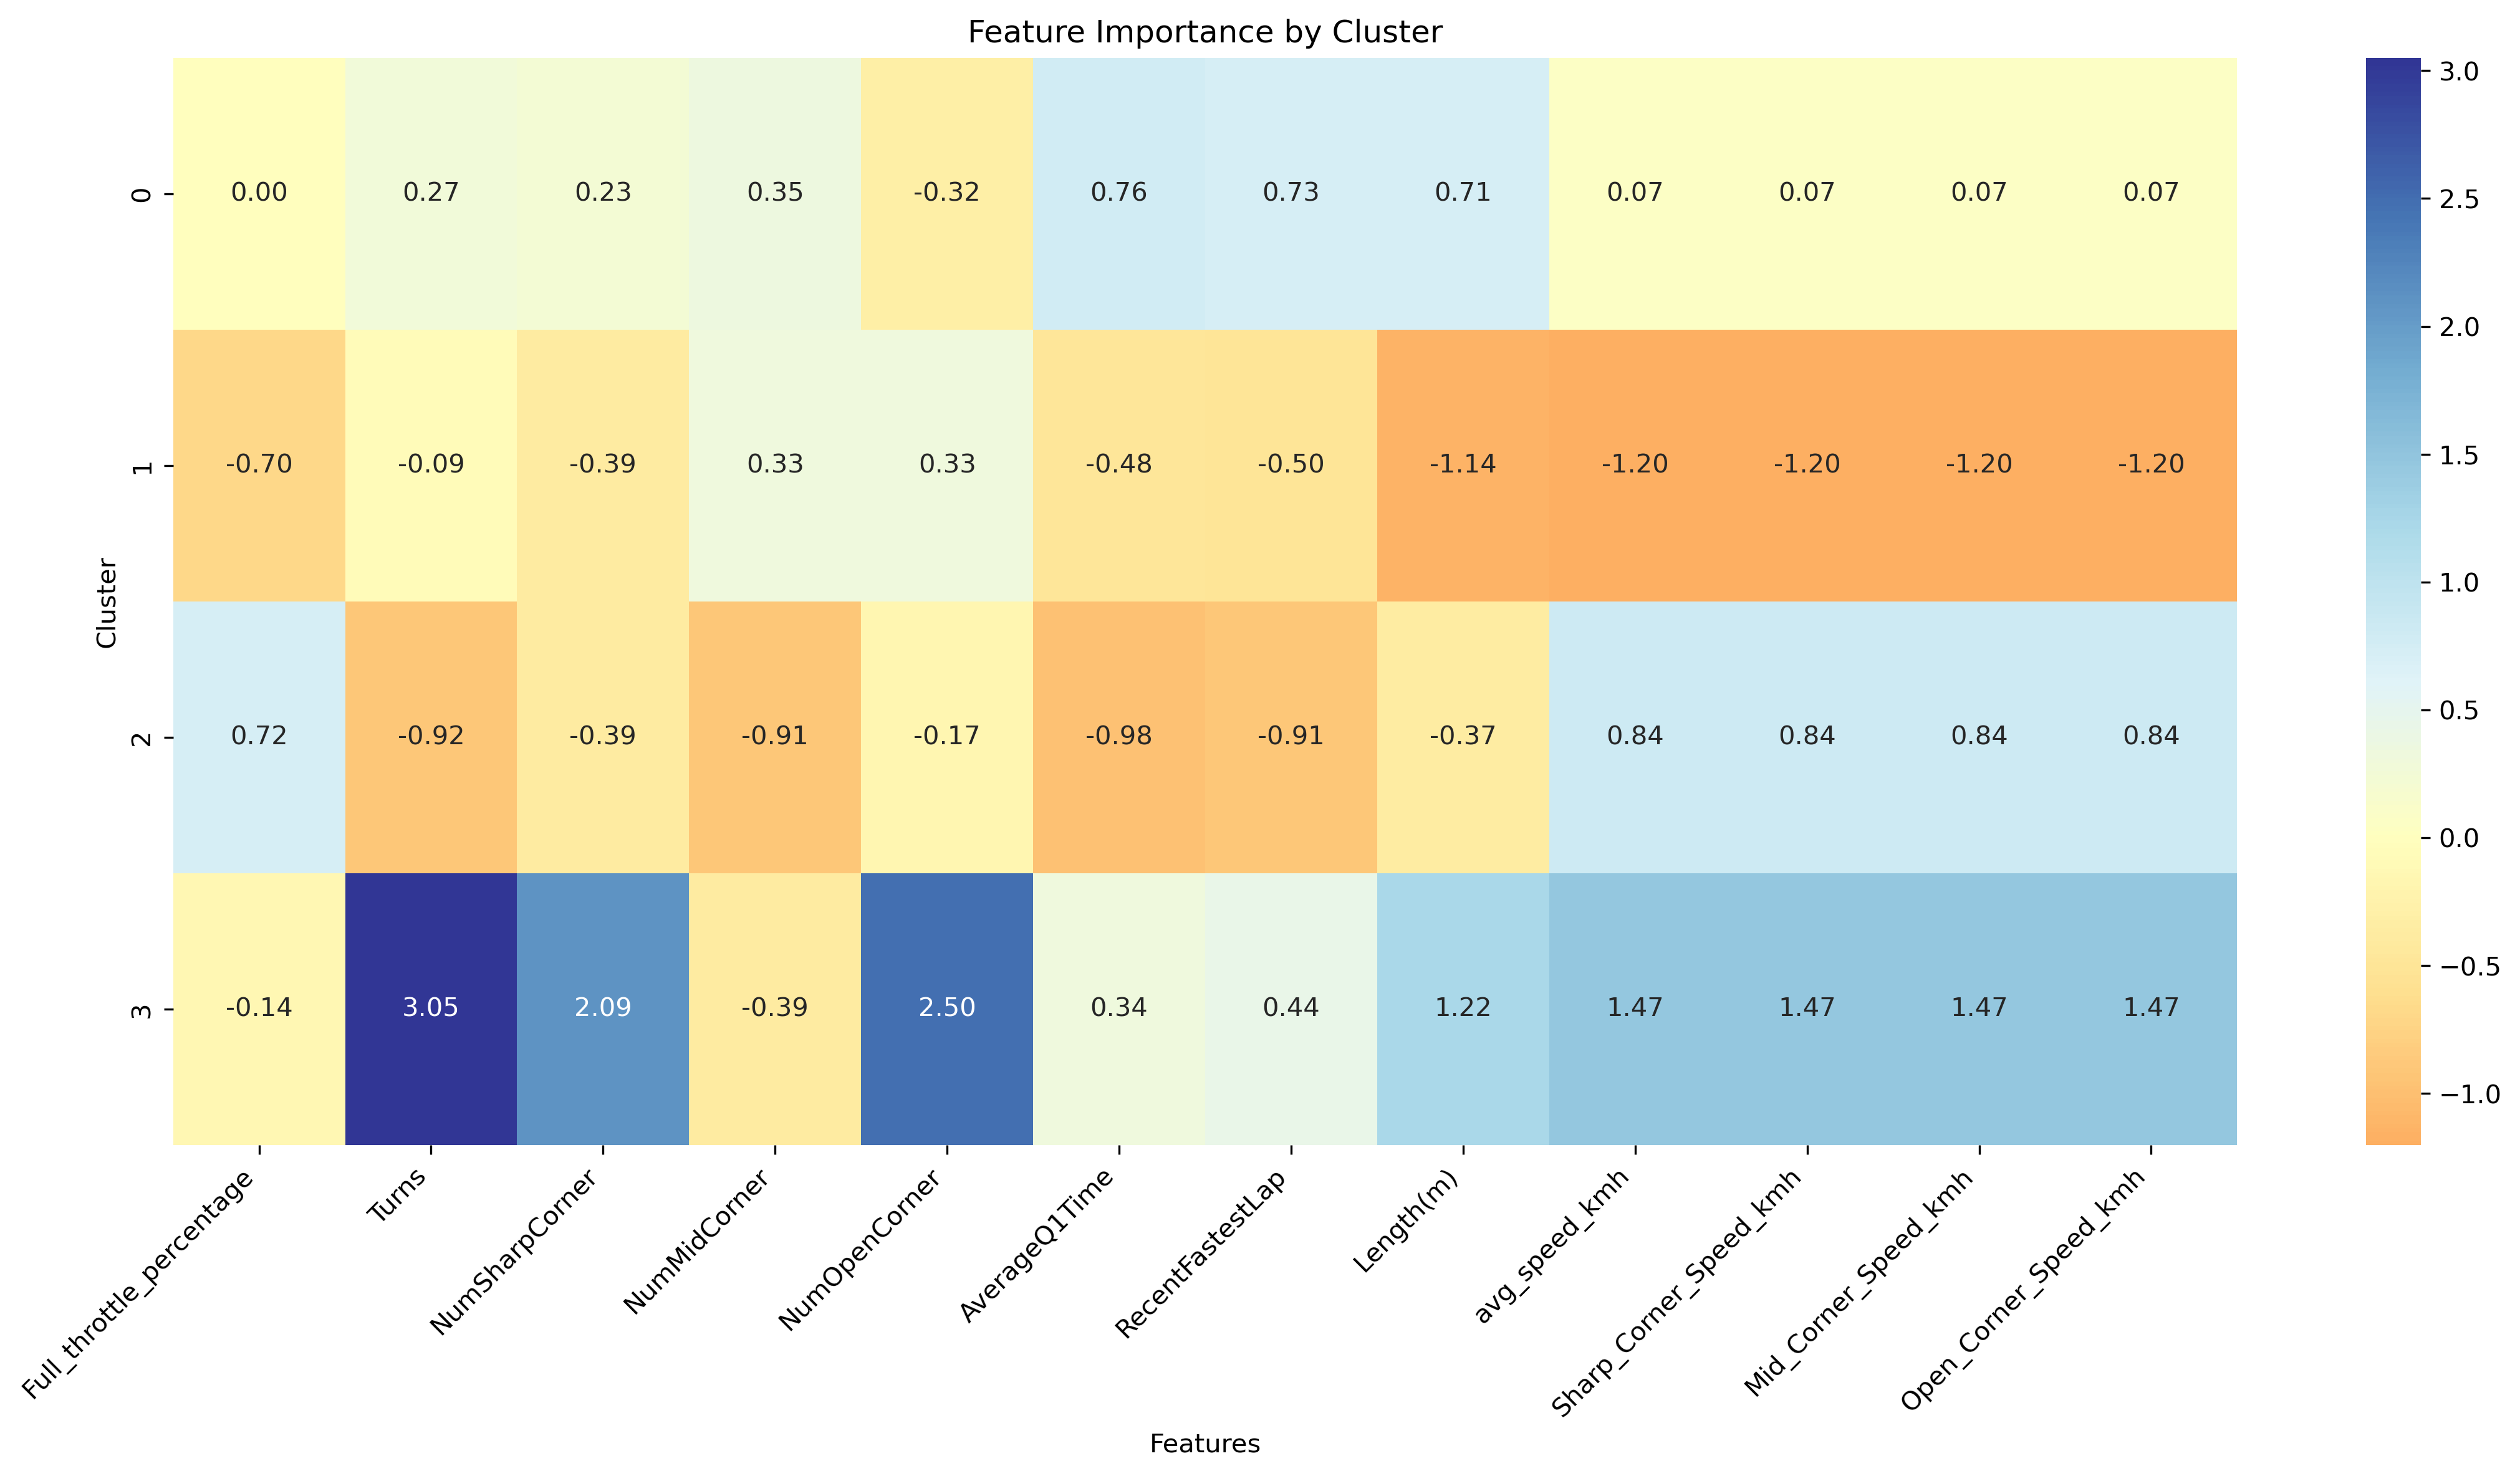 Feature Importance by Cluster
0.00 0.27 0.23 0.35 -0.32 0.76 0.73 0.71 0.07 0.07 0.07 0.07
-0.70 -0.09 -0.39 0.33 0.33 -0.48 -0.50 -1.14 -1.20 -1.20 -1.20 -1.20
0.72 -0.92 -0.39 -0.91 -0.17 -0.98 -0.91 -0.37 0.84 0.84 0.84 0.84
-0.14 3.05 2.09 -0.39 2.50 0.34 0.44 1.22 1.47 1.47 1.47 1.47
0
1
2
3
Cluster
Full_throttle_percentage
Turns
NumSharpCorner
NumMidCorner
NumOpenCorner
AverageQ1Time
RecentFastestLap
Length(m)
avg_speed_kmh
Sharp_Corner_Speed_kmh
Mid_Corner_Speed_kmh
Open_Corner_Speed_kmh
Features
3.0
2.5
2.0
1.5
1.0
0.5
0.0
−0.5
−1.0